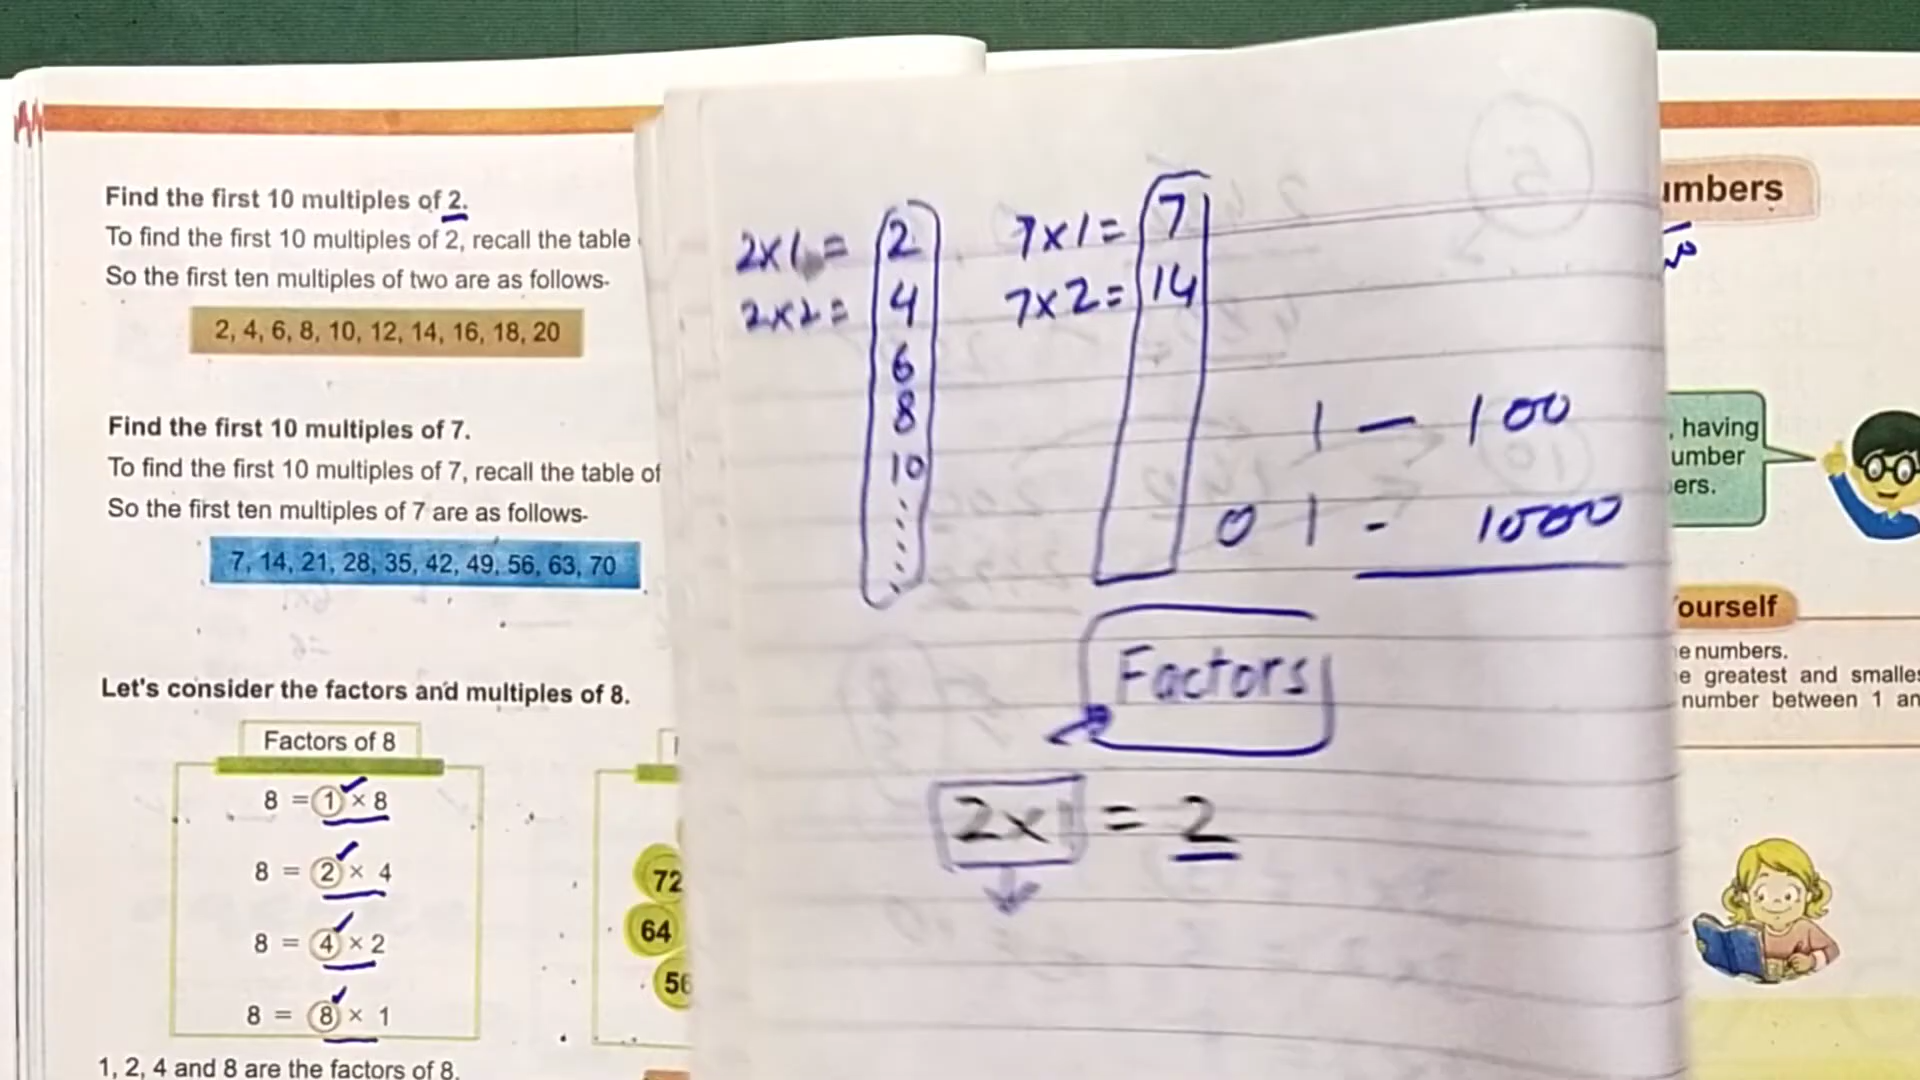 Find the first 10 multiples of 2.
To find the first 10 multiples of 2, recall the table
So the first ten multiples of two are as follows-
2, 4, 6, 8, 10, 12, 14, 16, 18, 20
Find the first 10 multiples of 7.
To find the first 10 multiples of 7, recall the table of
So the first ten multiples of 7 are as follows-
7, 14, 21, 28, 35, 42, 49, 56, 63, 70
Let's consider the factors and multiples of 8.
Factors of 8
8 = 1 × 8
8 = 2 × 4
8 = 4 × 2
8 = 8 × 1
1, 2, 4 and 8 are the factors of 8.
72
64
56
2x1 = 2
2x2 = 4
6
8
10
7x1 = 7
7x2 = 14
1 - 100
0 1 - 1000
Factors
2x1 = 2
umbers
, having
umber
ers.
ourself
e numbers.
e greatest and smalles
number between 1 an